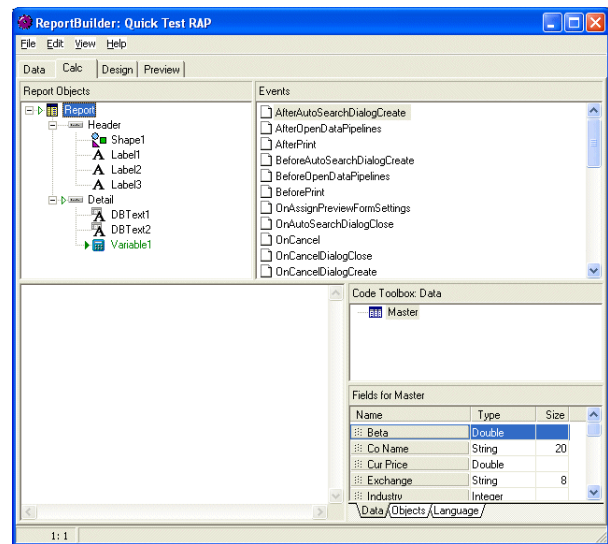 ReportBuilder: Quick Test RAP
File Edit View Help
Data Calc Design Preview
Report Objects
Report
Header
Shape1
Label1
Label2
Label3
Detail
DBText1
DBText2
Variable1
Events
AfterAutoSearchDialogCreate
AfterOpenDataPipelines
AfterPrint
BeforeAutoSearchDialogCreate
BeforeOpenDataPipelines
BeforePrint
OnAssignPreviewFormSettings
OnAutoSearchDialogClose
OnCancel
OnCancelDialogClose
OnCancelDialogCreate
Code Toolbox: Data
Master
Fields for Master
Name Type Size
Beta Double
Co Name String 20
Cur Price Double
Exchange String 8
Industry Integer
Data Objects Language
1: 1